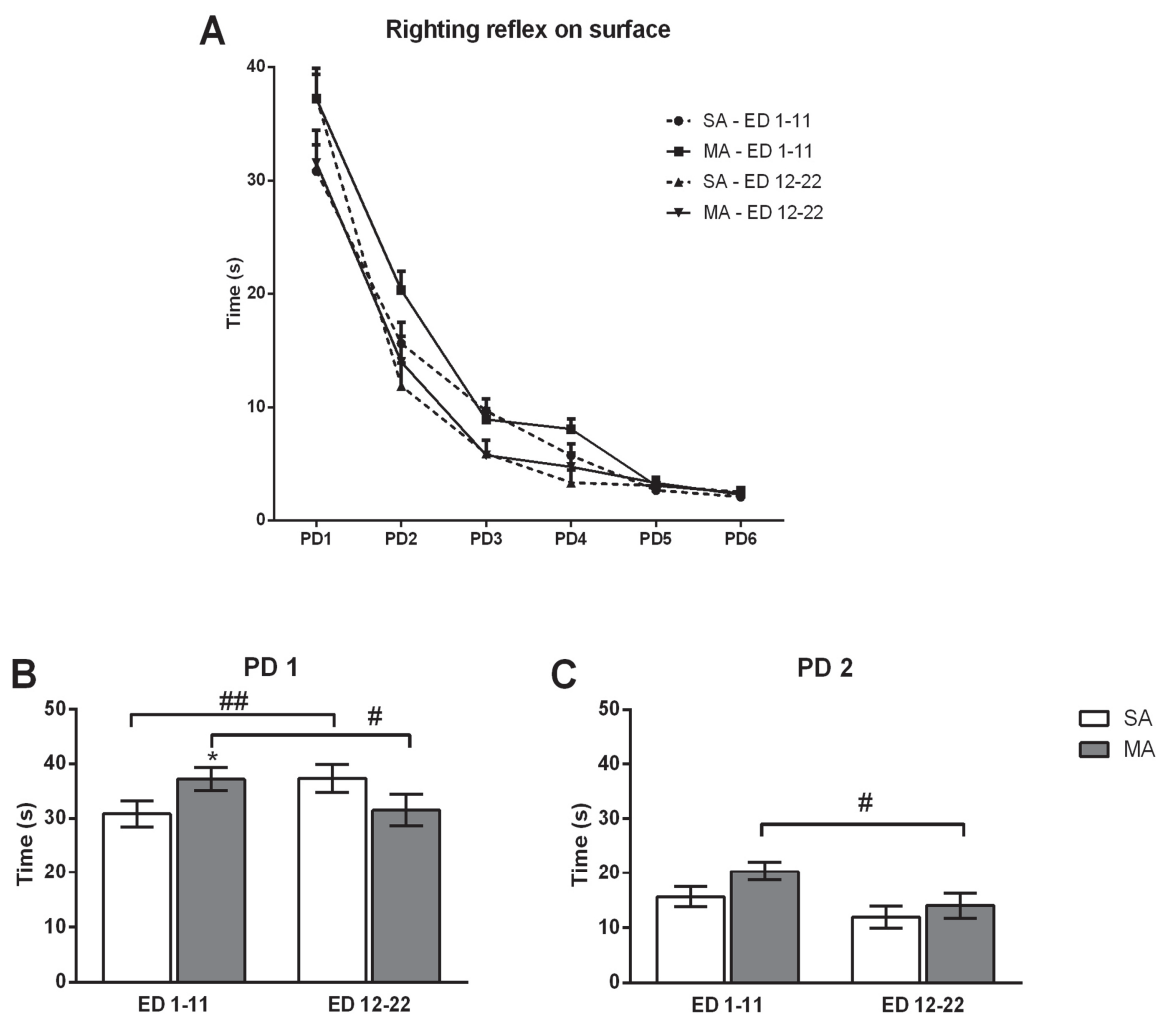 A
Righting reflex on surface
40
30
20
10
0
Time (s)
PD1 PD2 PD3 PD4 PD5 PD6
SA - ED 1-11
MA - ED 1-11
SA - ED 12-22
MA - ED 12-22
B
PD 1
50
40
30
20
10
0
Time (s)
##
#
*
ED 1-11 ED 12-22
C
PD 2
50
40
30
20
10
0
Time (s)
#
ED 1-11 ED 12-22
SA
MA